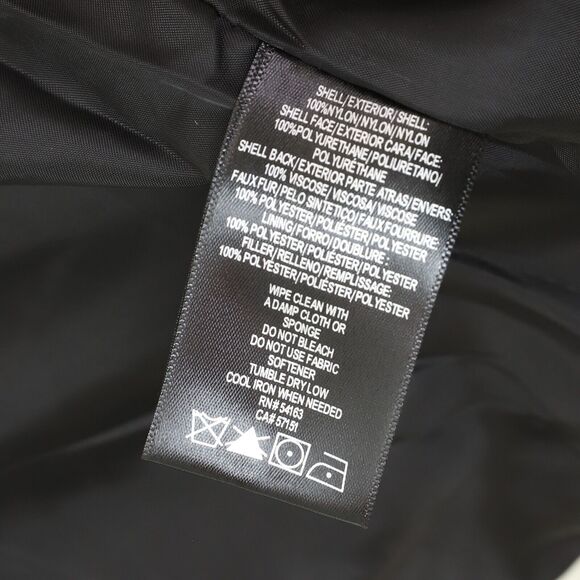 SHELL/EXTERIOR/SHELL:
100%NYLON/NYLON/NYLON
SHELL FACE/EXTERIOR CARA/FACE:
100%POLYURETHANE/POLIURETANO/
POLYURÉTHANE
SHELL BACK/EXTERIOR PARTE ATRAS/ENVERS:
100% VISCOSE/VISCOSA/VISCOSE
FAUX FUR/PELO SINTETICO/FAUX FOURRURE:
100% POLYESTER/POLIÉSTER/POLYESTER
LINING/FORRO/DOUBLURE:
100% POLYESTER/POLIÉSTER/POLYESTER
FILLER/RELLENO/REMPLISSAGE:
100% POLYESTER/POLIÉSTER/POLYESTER
WIPE CLEAN WITH
A DAMP CLOTH OR
SPONGE
DO NOT BLEACH
DO NOT USE FABRIC
SOFTENER
TUMBLE DRY LOW
COOL IRON WHEN NEEDED
RN# 54163
CA# 57151